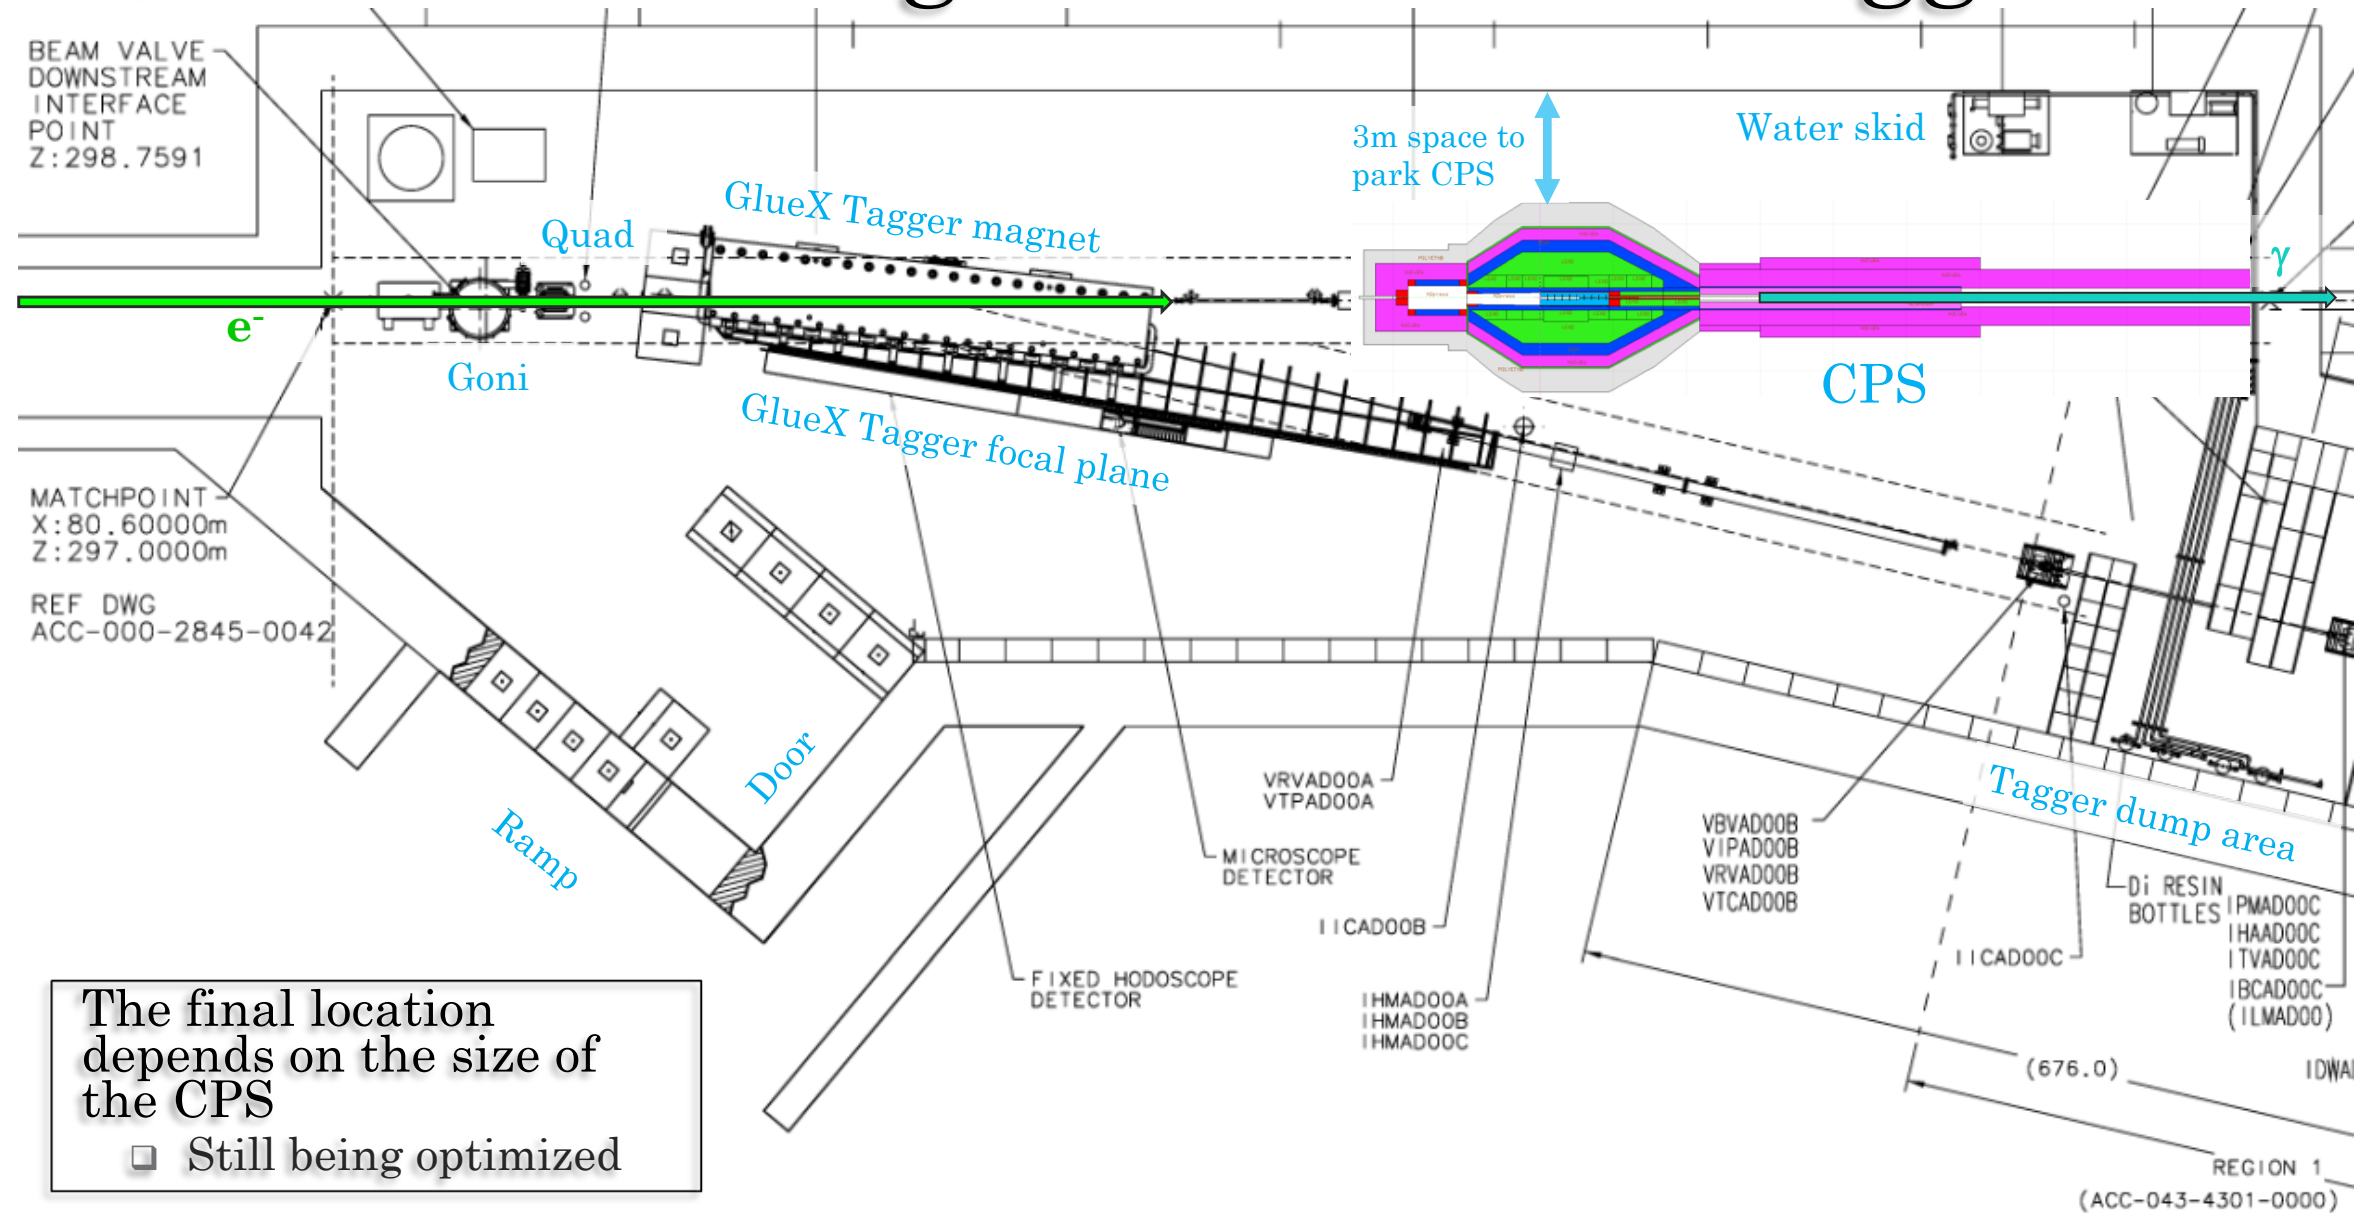 BEAM VALVE
DOWNSTREAM
INTERFACE
POINT
Z:298.7591
Quad
GlueX Tagger magnet
3m space to
park CPS
Water skid
γ
e-
Goni
CPS
GlueX Tagger focal plane
MATCHPOINT
X:80.60000m
Z:297.0000m
REF DWG
ACC-000-2845-0042
Door
Ramp
VRVAD00A
VTPAD00A
MICROSCOPE
DETECTOR
IICAD00B
FIXED HODOSCOPE
DETECTOR
IHMAD00A
IHMAD00B
IHMAD00C
VBVAD00B
VIPAD00B
VRVAD00B
VTCAD00B
Tagger dump area
Di RESIN
BOTTLES
IICAD00C
IPMAD00C
IHAAD00C
ITVAD00C
IBCAD00C
(ILMAD00)
(676.0)
REGION 1
(ACC-043-4301-0000)
The final location
depends on the size of
the CPS
Still being optimized